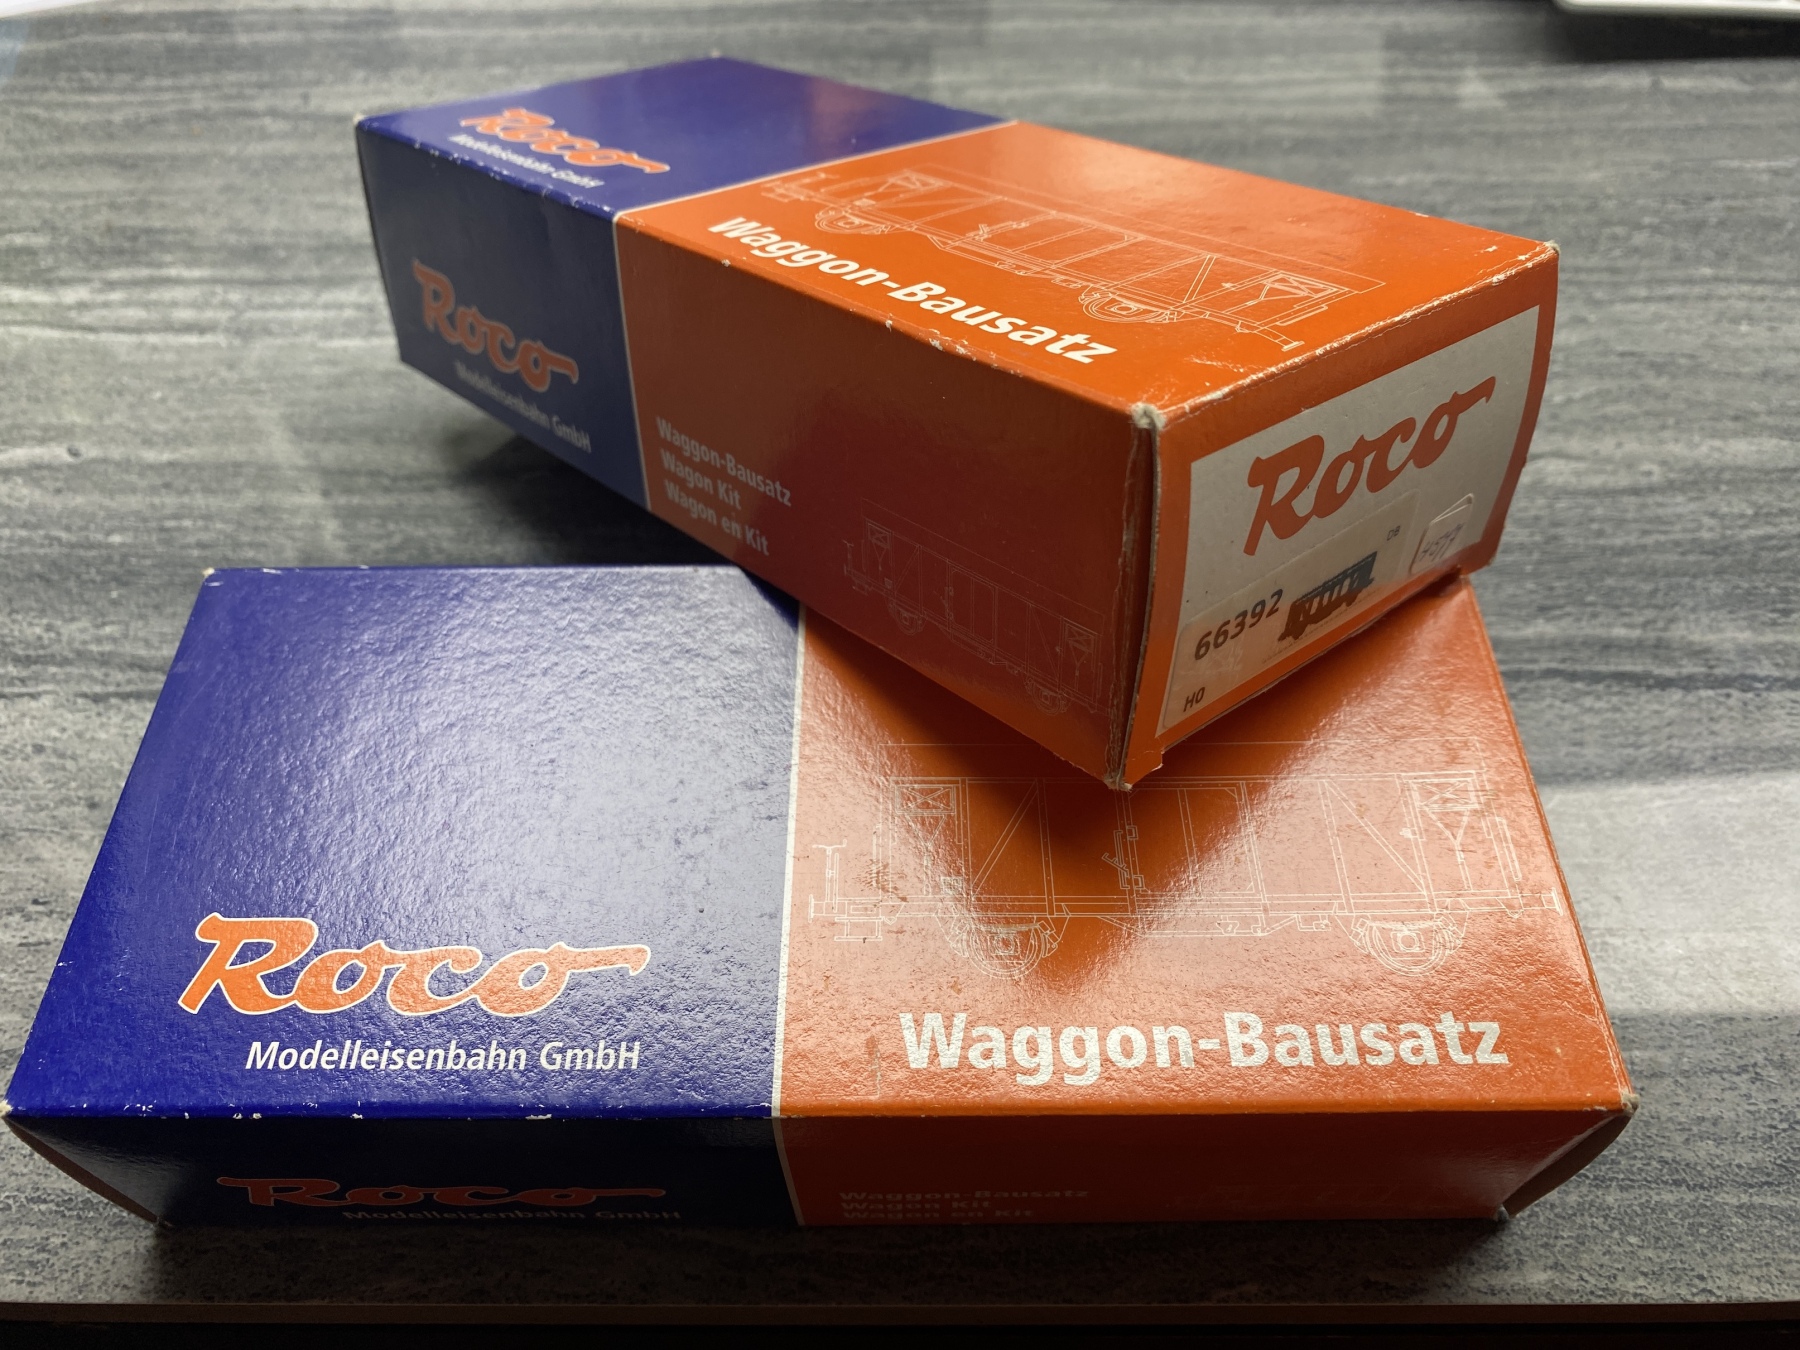 Roco
Modelleisenbahn GmbH
Waggon-Bausatz
Roco
Modelleisenbahn GmbH
Waggon-Bausatz
Wagon Kit
Wagon en Kit
Roco
66392
DB
H0
Roco
Modelleisenbahn GmbH
Waggon-Bausatz
Roco
Modelleisenbahn GmbH
Waggon-Bausatz
Wagon Kit
Wagon en Kit